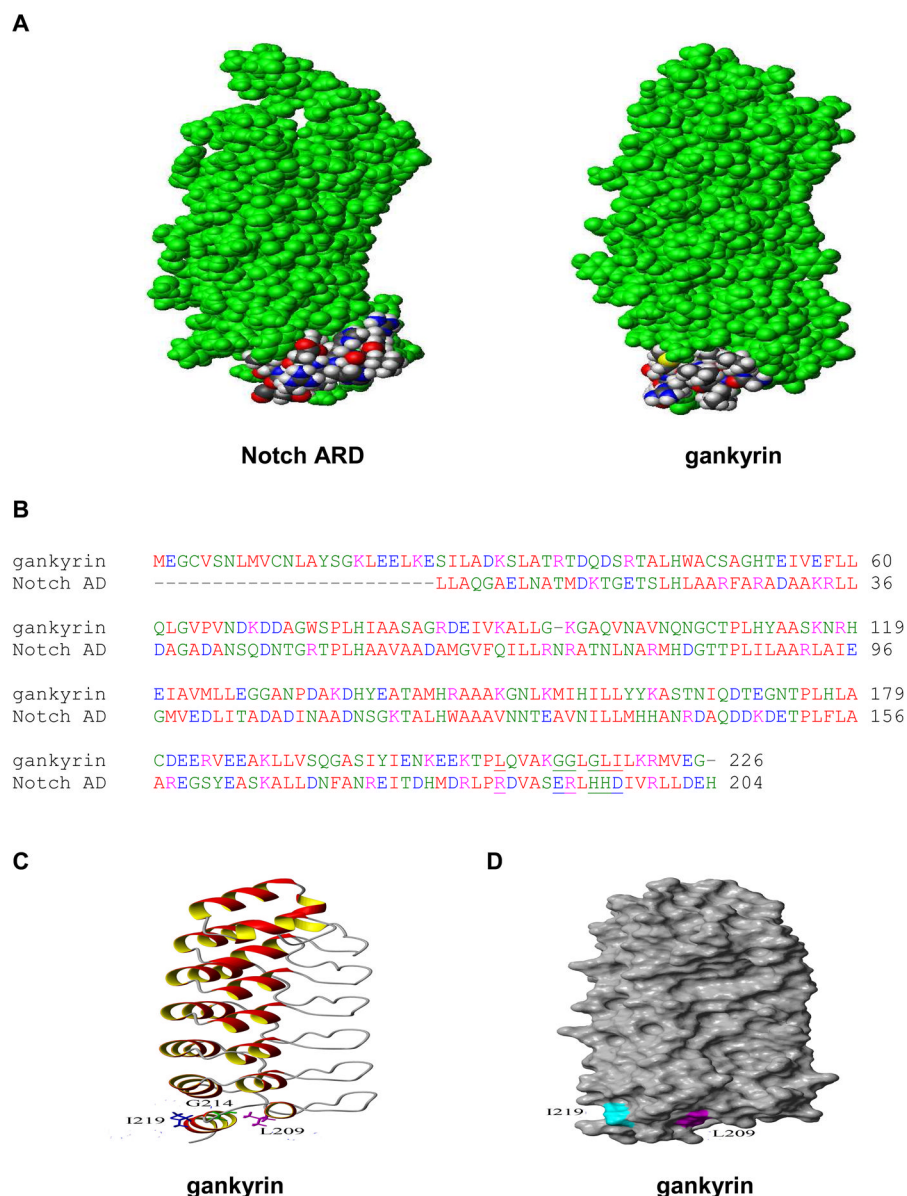 A
Notch ARD gankyrin
B
gankyrin MEGCVSNLMVCNLAYSGKLEELKESILADKSLATRTDQDSRTALHWACSAGHTEIVEFLL 60
Notch AD ------------------------LLAQGAELNATMDKTGETSLHLAARFARADAAKRLL 36
gankyrin QLGVPVNDKDDAGWSPLHIAASAGRDEIVKALLG-KGAQVNAVNQNGCTPLHYAASKNRH 119
Notch AD DAGADANSQDNTGRTPLHAAVAADAMGVFQILLRNRATNLNARMHDGTTPLILAARLAIE 96
gankyrin EIAVMLLEGGANPDAKDHYEATAMHRAAAKGNLKMIHILLYYKASTNIQDTEGNTPLHLA 179
Notch AD GMVEDLITADADINAADNSGKTALHWAAAVNNTEAVNILLMHHANRDAQDDKDETPLFLA 156
gankyrin CDEERVEEAKLLVSQGASIYIENKEEKTPLQVAKGGLGLILKRMVEG- 226
Notch AD AREGSYEASKALLDNFANREITDHMDRLPRDVASERLHHDIVRLLDEH 204
C
G214
I219
L209
gankyrin
D
I219
L209
gankyrin